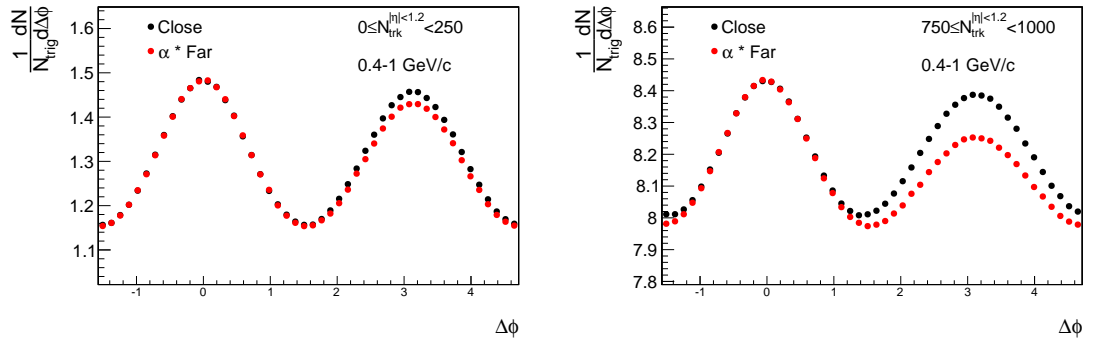 1/N_trig dN/dΔϕ
Close
α * Far
0≤N_trk^|η|<1.2 <250
0.4-1 GeV/c
1.6
1.5
1.4
1.3
1.2
1.1
-1 0 1 2 3 4
Δϕ
1/N_trig dN/dΔϕ
Close
α * Far
750≤N_trk^|η|<1.2 <1000
0.4-1 GeV/c
8.6
8.5
8.4
8.3
8.2
8.1
8
7.9
7.8
-1 0 1 2 3 4
Δϕ